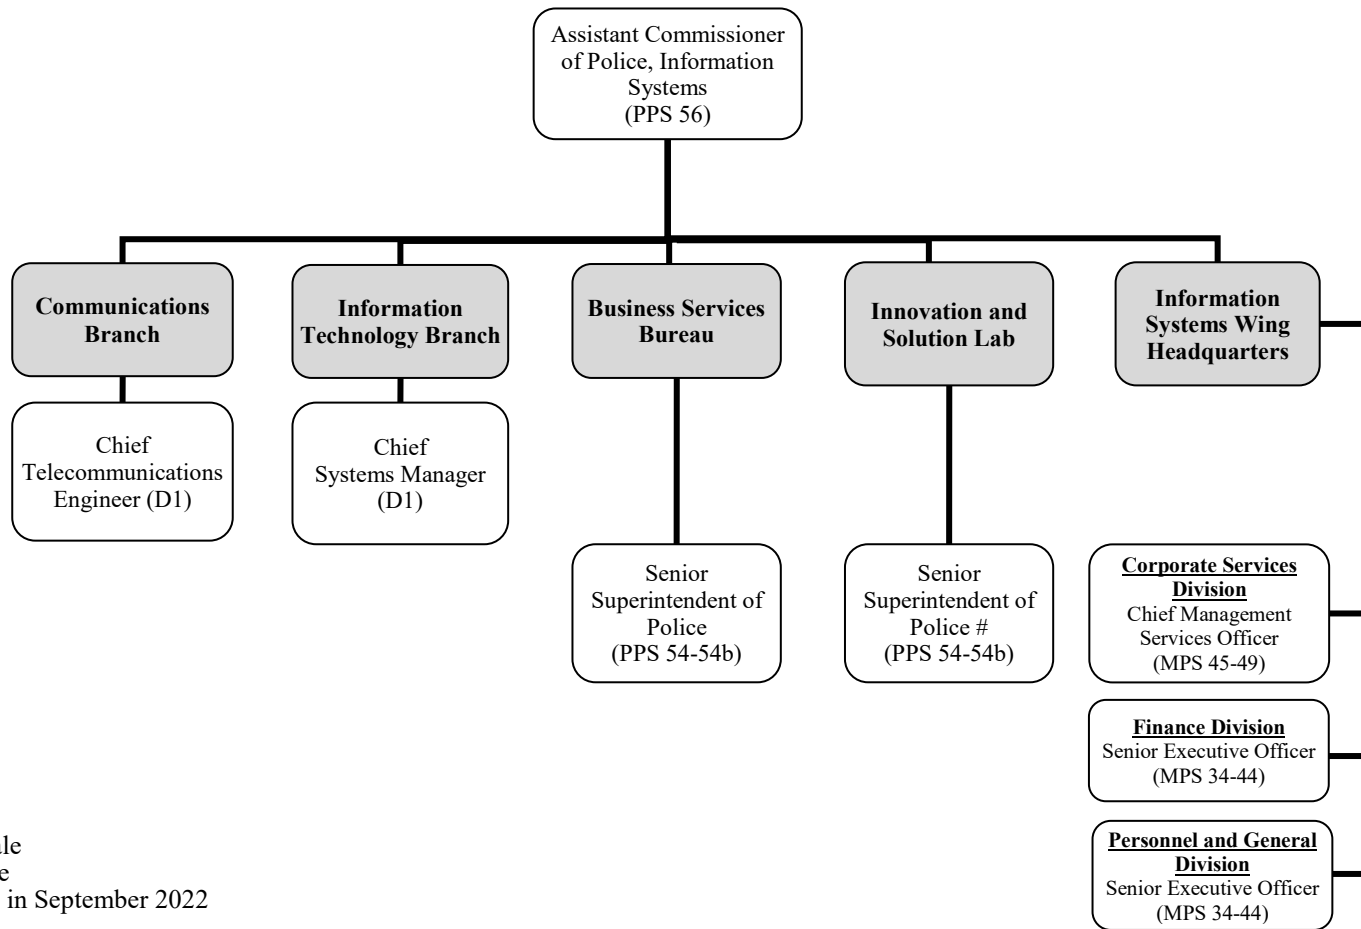 Assistant Commissioner
of Police, Information
Systems
(PPS 56)
Communications
Branch
Information
Technology Branch
Business Services
Bureau
Innovation and
Solution Lab
Information
Systems Wing
Headquarters
Chief
Telecommunications
Engineer (D1)
Chief
Systems Manager
(D1)
Senior
Superintendent of
Police
(PPS 54-54b)
Senior
Superintendent of
Police #
(PPS 54-54b)
Corporate Services
Division
Chief Management
Services Officer
(MPS 45-49)
Finance Division
Senior Executive Officer
(MPS 34-44)
Personnel and General
Division
Senior Executive Officer
(MPS 34-44)
in September 2022